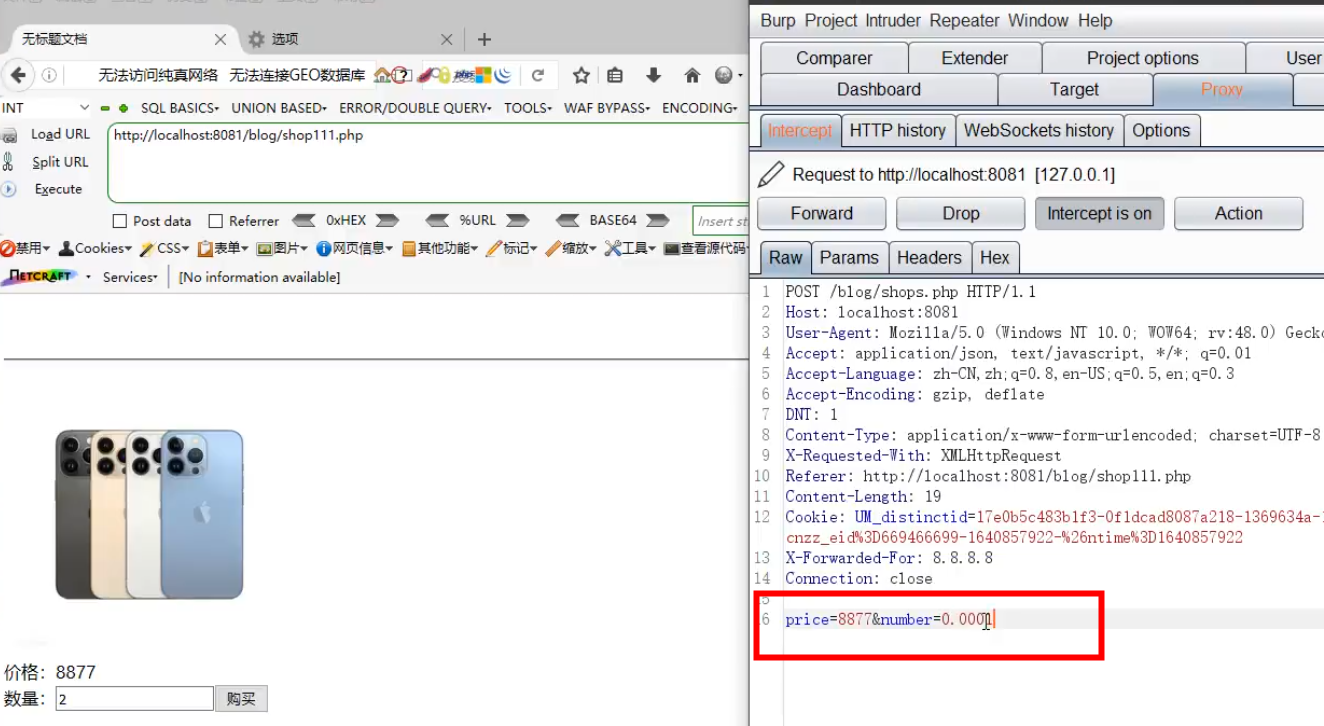 无标题文档
选项
无法访问纯真网络 无法连接GEO数据库
INT
SQL BASICS
UNION BASED
ERROR/DOUBLE QUERY
TOOLS
WAF BYPASS
ENCODING
Load URL
Split URL
Execute
http://localhost:8081/blog/shop111.php
Post data
Referrer
0xHEX
%URL
BASE64
Insert st
禁用
Cookies
CSS
表单
图片
网页信息
其他功能
标记
缩放
工具
查看源代码
NETCRAFT
Services
[No information available]
价格：8877
数量：2
购买
Burp Project Intruder Repeater Window Help
Comparer
Extender
Project options
User
Dashboard
Target
Proxy
Intercept
HTTP history
WebSockets history
Options
Request to http://localhost:8081 [127.0.0.1]
Forward
Drop
Intercept is on
Action
Raw
Params
Headers
Hex
1 POST /blog/shops.php HTTP/1.1
2 Host: localhost:8081
3 User-Agent: Mozilla/5.0 (Windows NT 10.0; WOW64; rv:48.0) Gecko
4 Accept: application/json, text/javascript, */*; q=0.01
5 Accept-Language: zh-CN,zh;q=0.8,en-US;q=0.5,en;q=0.3
6 Accept-Encoding: gzip, deflate
7 DNT: 1
8 Content-Type: application/x-www-form-urlencoded; charset=UTF-8
9 X-Requested-With: XMLHttpRequest
10 Referer: http://localhost:8081/blog/shop111.php
11 Content-Length: 19
12 Cookie: UM_distinctid=17e0b5c483b1f3-0f1dcad8087a218-1369634a-
cnzz_eid%3D669466699-1640857922-%26ntime%3D1640857922
13 X-Forwarded-For: 8.8.8.8
14 Connection: close
5
6 price=8877&number=0.0001